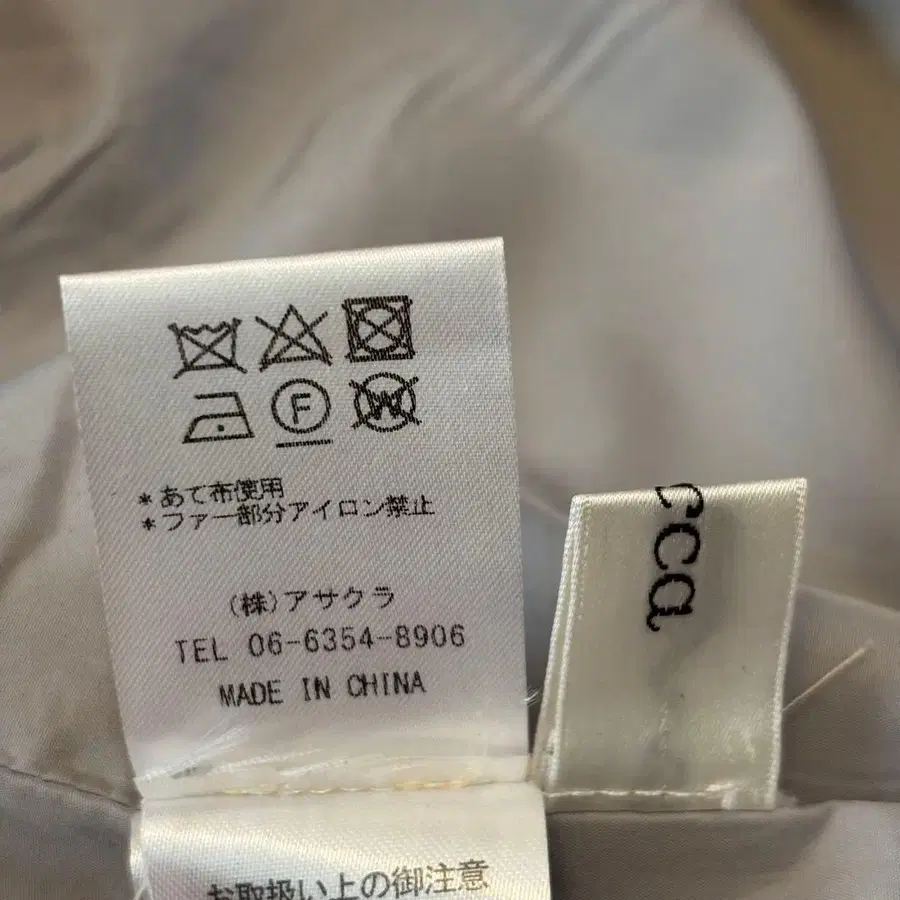 F
W
*あて布使用
*ファー部分アイロン禁止
(株)アサクラ
TEL 06-6354-8906
MADE IN CHINA
cca
お取扱い上の御注意